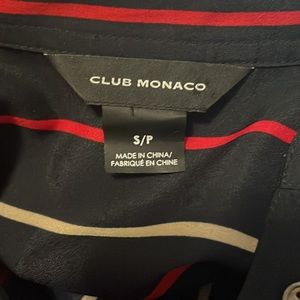 CLUB MONACO
S/P
MADE IN CHINA/
FABRIQUÉ EN CHINE